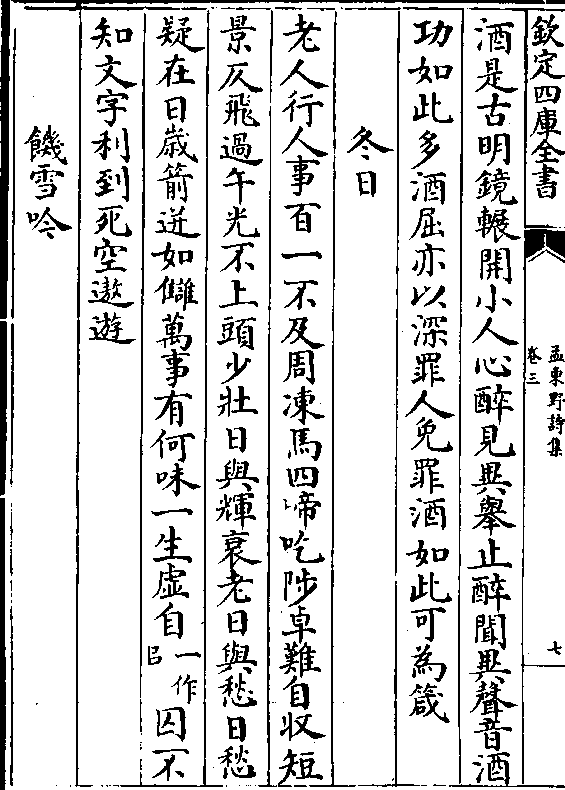 欽定四庫全書
孟東野詩集
卷三
七
酒是古明鏡輾開小人心醉見異舉止醉聞異聲音酒
功如此多酒屈亦以深罪人免罪酒如此可為箴
冬日
老人行人事百一不及周凍馬四啼吃陟卓難自收短
景仄飛過午光不上頭少壯日與輝衰老日與愁日愁
疑在日歲箭迸如讎萬事有何味一生虛自一作㠯囚不
知文字利到死空遨遊
饑雪吟